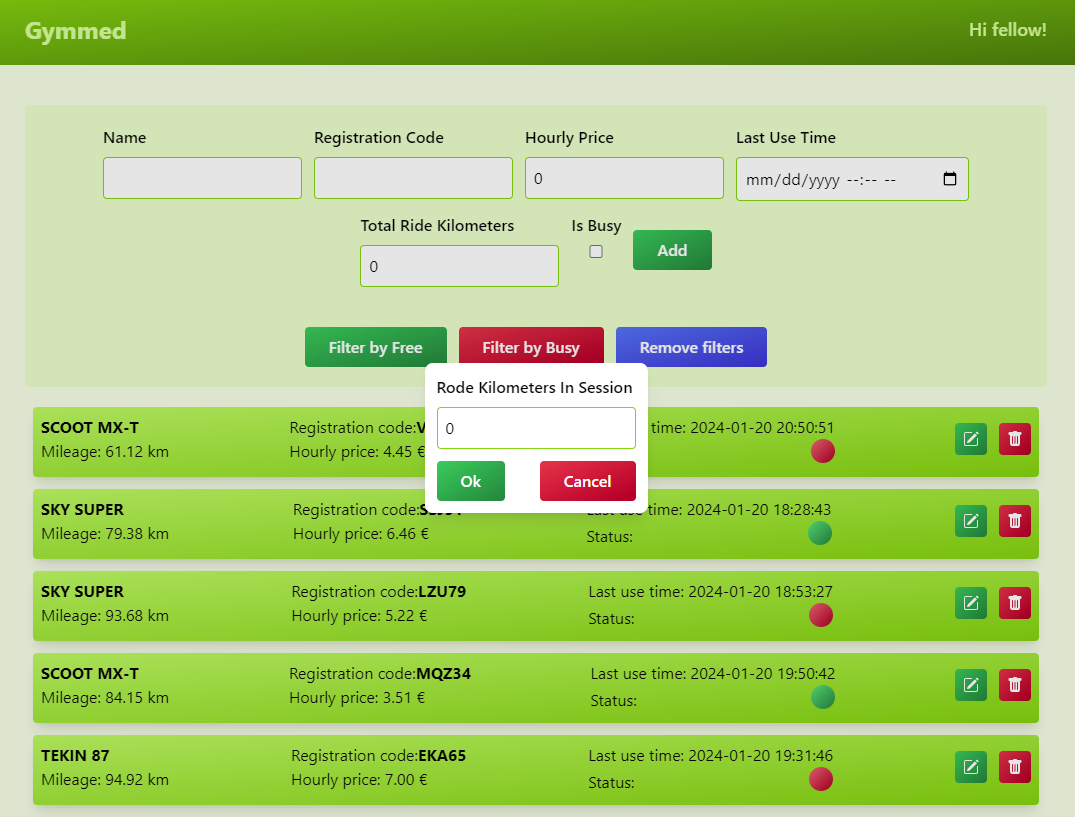 Gymmed
Hi fellow!
Name
Registration Code
Hourly Price
Last Use Time
0
mm/dd/yyyy --:-- --
Total Ride Kilometers
Is Busy
0
Add
Filter by Free
Filter by Busy
Remove filters
Rode Kilometers In Session
0
Ok
Cancel
SCOOT MX-T
Registration code:
time: 2024-01-20 20:50:51
Mileage: 61.12 km
Hourly price: 4.45 €
SKY SUPER
Registration code:
Last use time: 2024-01-20 18:28:43
Mileage: 79.38 km
Hourly price: 6.46 €
Status:
SKY SUPER
Registration code:LZU79
Last use time: 2024-01-20 18:53:27
Mileage: 93.68 km
Hourly price: 5.22 €
Status:
SCOOT MX-T
Registration code:MQZ34
Last use time: 2024-01-20 19:50:42
Mileage: 84.15 km
Hourly price: 3.51 €
Status:
TEKIN 87
Registration code:EKA65
Last use time: 2024-01-20 19:31:46
Mileage: 94.92 km
Hourly price: 7.00 €
Status: